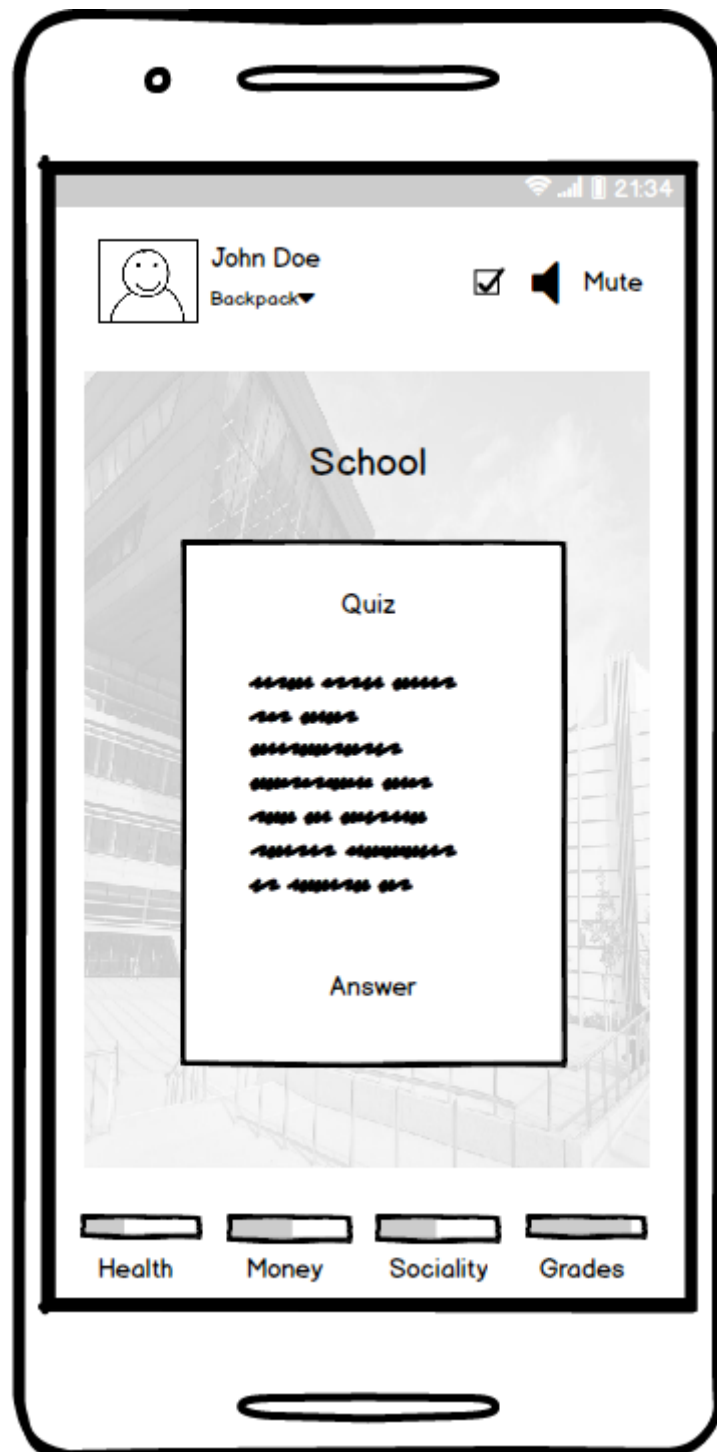 21:34
John Doe
Backpack
Mute
School
Quiz
Answer
Health Money Sociality Grades